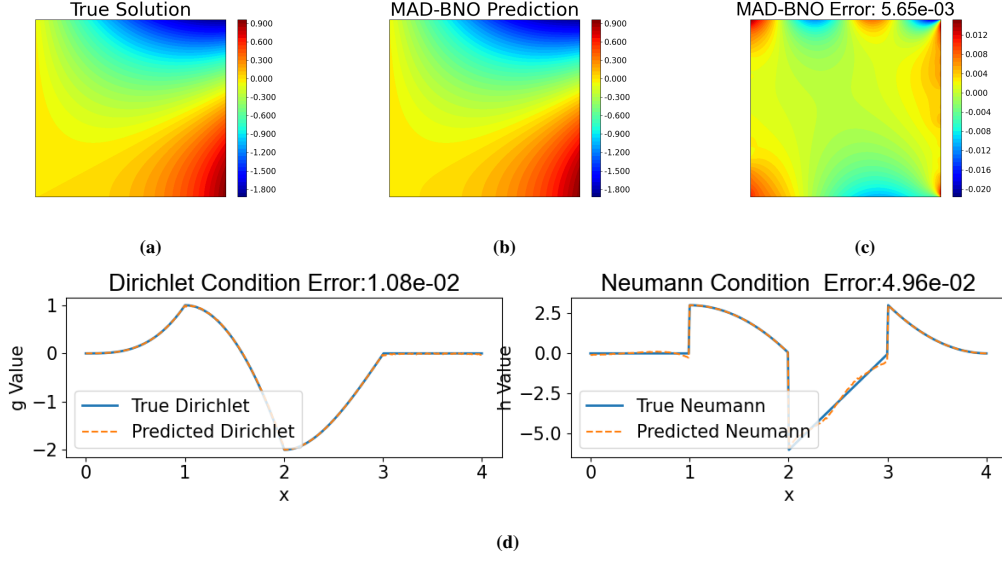 True Solution
0.900
0.600
0.300
0.000
-0.300
-0.600
-0.900
-1.200
-1.500
-1.800
(a)
MAD-BNO Prediction
0.900
0.600
0.300
0.000
-0.300
-0.600
-0.900
-1.200
-1.500
-1.800
(b)
MAD-BNO Error: 5.65e-03
0.012
0.008
0.004
0.000
-0.004
-0.008
-0.012
-0.016
-0.020
(c)
Dirichlet Condition Error:1.08e-02
g Value
1
0
−1
−2
True Dirichlet
Predicted Dirichlet
0 1 2 3 4
x
Neumann Condition Error:4.96e-02
h Value
2.5
0.0
−2.5
−5.0
True Neumann
Predicted Neumann
0 1 2 3 4
x
(d)